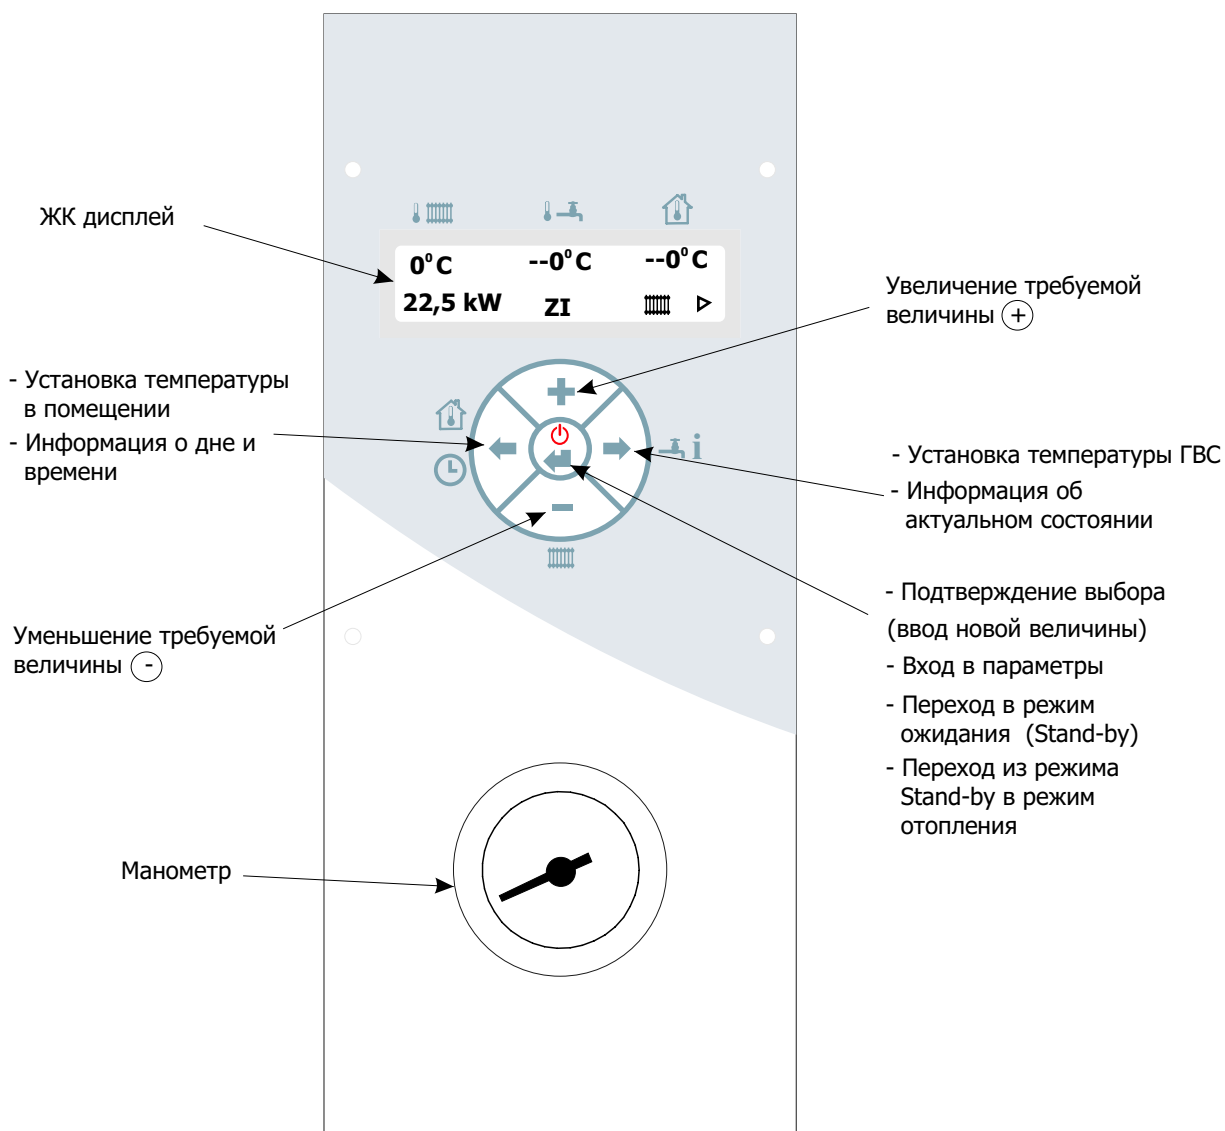 ЖК дисплей
0°C --0°C --0°C
22,5 kW ZI
Увеличение требуемой
величины +
- Установка температуры
в помещении
- Информация о дне и
времени
i
- Установка температуры ГВС
- Информация об
актуальном состоянии
Уменьшение требуемой
величины -
- Подтверждение выбора
(ввод новой величины)
- Вход в параметры
- Переход в режим
ожидания (Stand-by)
- Переход из режима
Stand-by в режим
отопления
Манометр